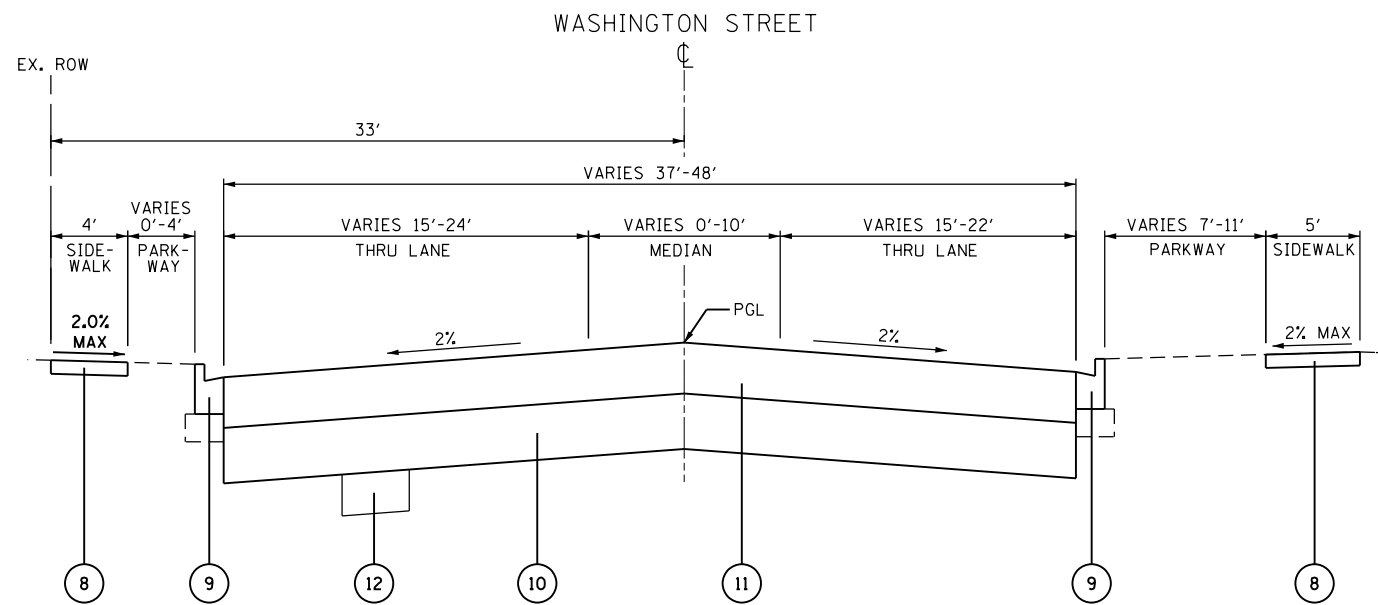 WASHINGTON STREET
℄
EX. ROW
33'
VARIES 37'-48'
4'
SIDE-
WALK
VARIES
0'-4'
PARK-
WAY
VARIES 15'-24'
THRU LANE
VARIES 0'-10'
MEDIAN
VARIES 15'-22'
THRU LANE
VARIES 7'-11'
PARKWAY
5'
SIDEWALK
2.0%
MAX
2%
PGL
2%
2% MAX
8
9
12
10
11
9
8